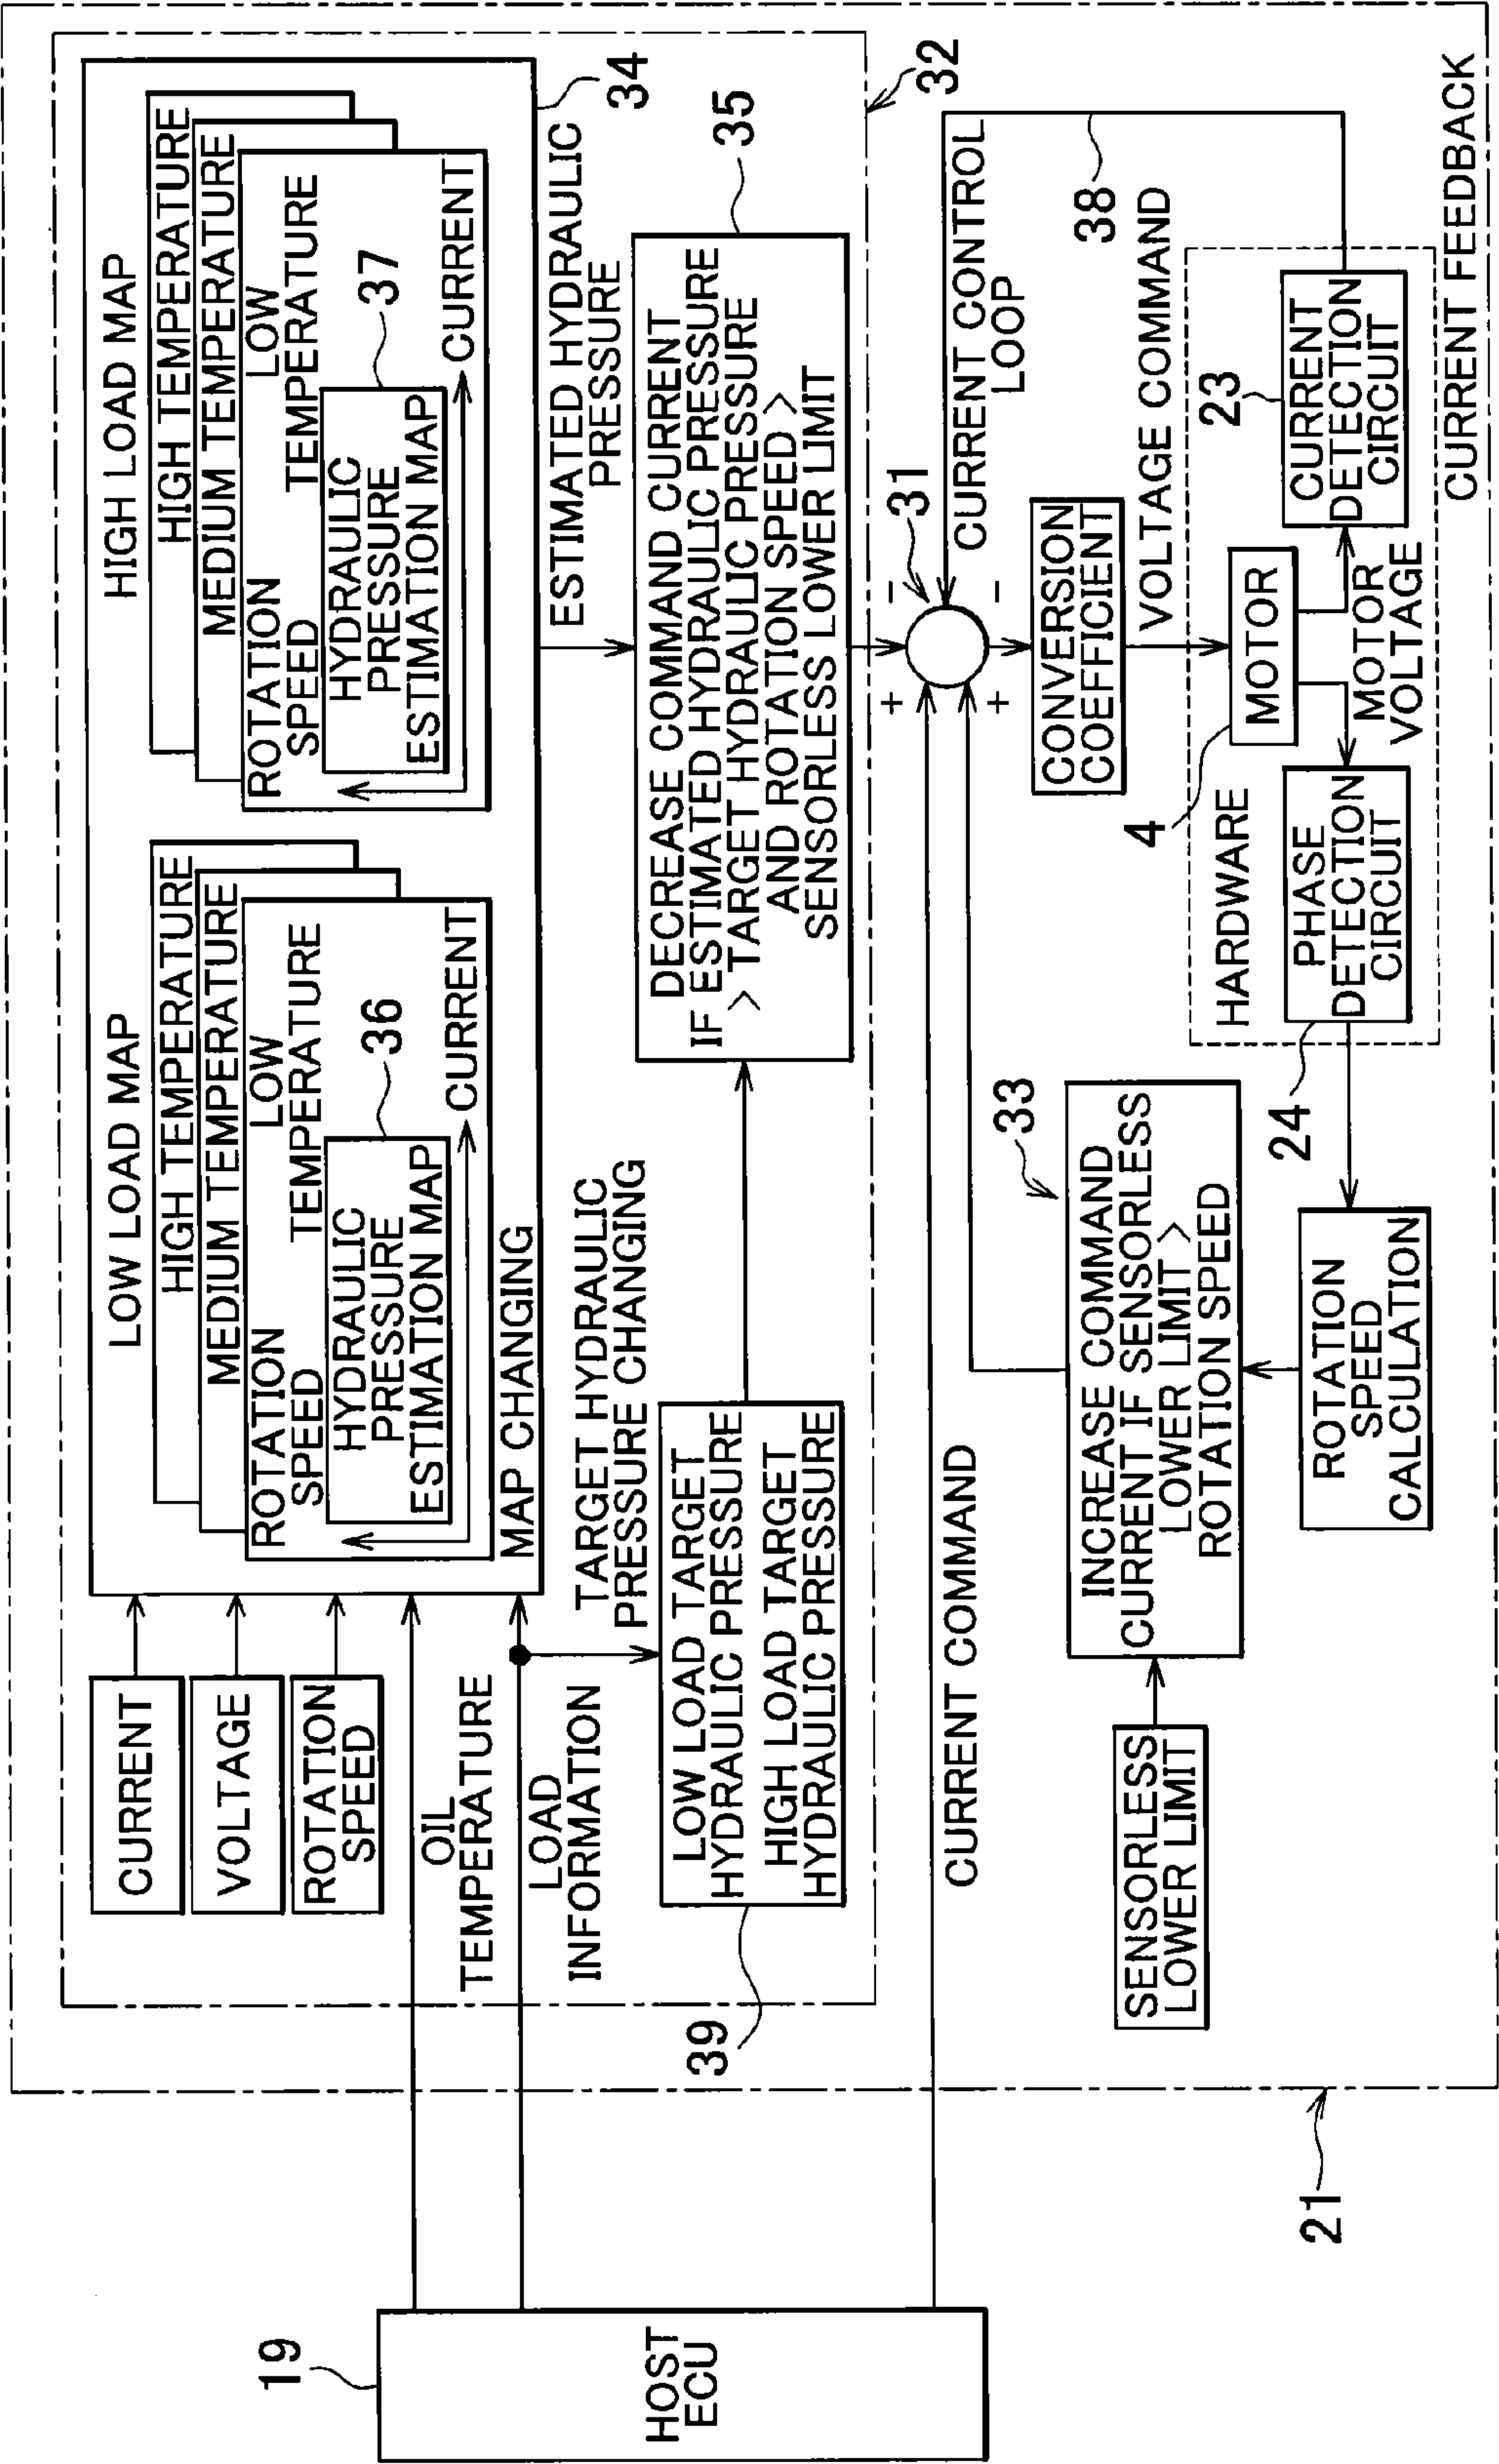 19
HOST
ECU
21
CURRENT
VOLTAGE
ROTATION
SPEED
OIL
TEMPERATURE
LOAD
INFORMATION
39
LOW LOAD TARGET
HYDRAULIC PRESSURE
HIGH LOAD TARGET
HYDRAULIC PRESSURE
TARGET HYDRAULIC
PRESSURE CHANGING
LOW LOAD MAP
HIGH TEMPERATURE
MEDIUM TEMPERATURE
LOW
TEMPERATURE
ROTATION
SPEED
36
HYDRAULIC
PRESSURE
ESTIMATION MAP
CURRENT
MAP CHANGING
HIGH LOAD MAP
HIGH TEMPERATURE
MEDIUM TEMPERATURE
LOW
TEMPERATURE
ROTATION
SPEED
37
HYDRAULIC
PRESSURE
ESTIMATION MAP
CURRENT
34
ESTIMATED HYDRAULIC
PRESSURE
35
DECREASE COMMAND CURRENT
IF ESTIMATED HYDRAULIC PRESSURE
> TARGET HYDRAULIC PRESSURE
AND ROTATION SPEED >
SENSORLESS LOWER LIMIT
32
CURRENT COMMAND
31
+
-
+
-
CURRENT CONTROL
LOOP
38
CONVERSION
COEFFICIENT
VOLTAGE COMMAND
SENSORLESS
LOWER LIMIT
33
INCREASE COMMAND
CURRENT IF SENSORLESS
LOWER LIMIT >
ROTATION SPEED
ROTATION
SPEED
CALCULATION
24
HARDWARE
4
MOTOR
PHASE
DETECTION
CIRCUIT
MOTOR
VOLTAGE
23
CURRENT
DETECTION
CIRCUIT
CURRENT FEEDBACK